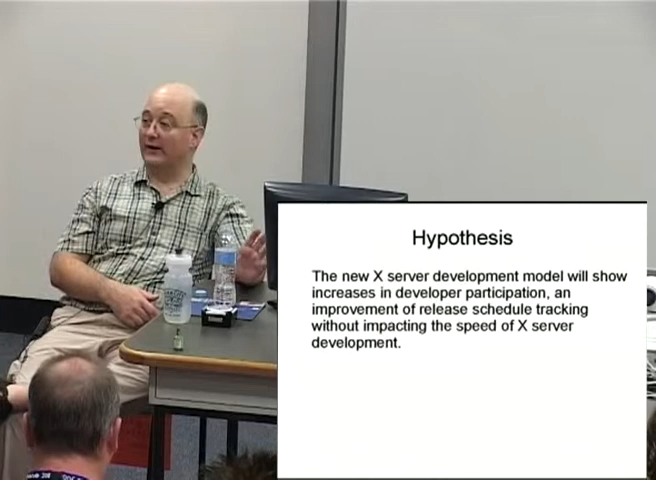 Hypothesis
The new X server development model will show
increases in developer participation, an
improvement of release schedule tracking
without impacting the speed of X server
development.